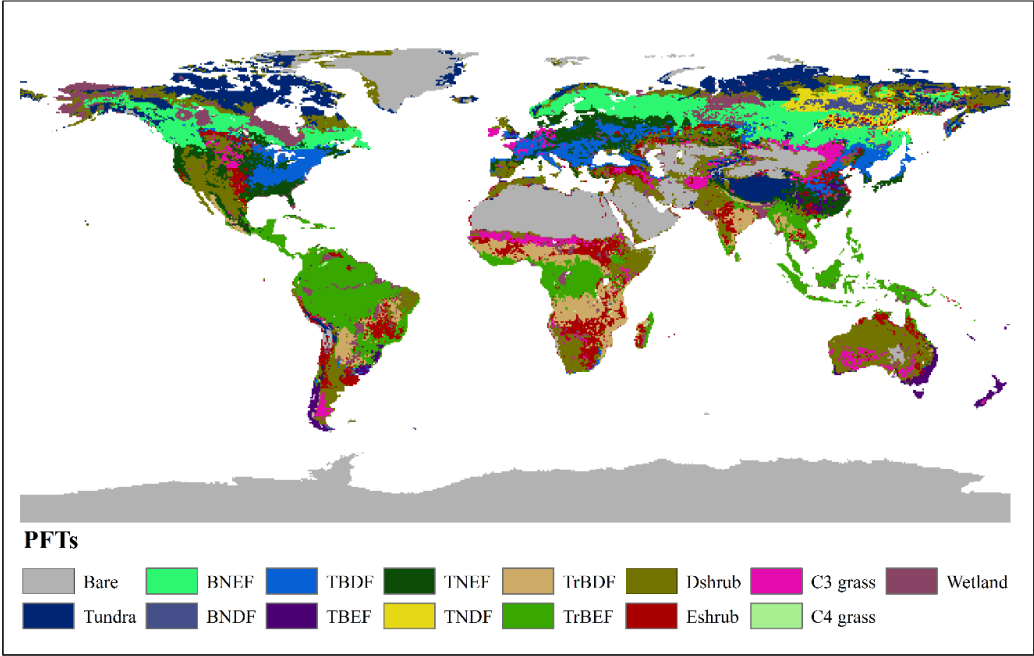 PFTs
Bare BNEF TBDF TNEF TrBDF Dshrub C3 grass Wetland
Tundra BNDF TBEF TNDF TrBEF Eshrub C4 grass